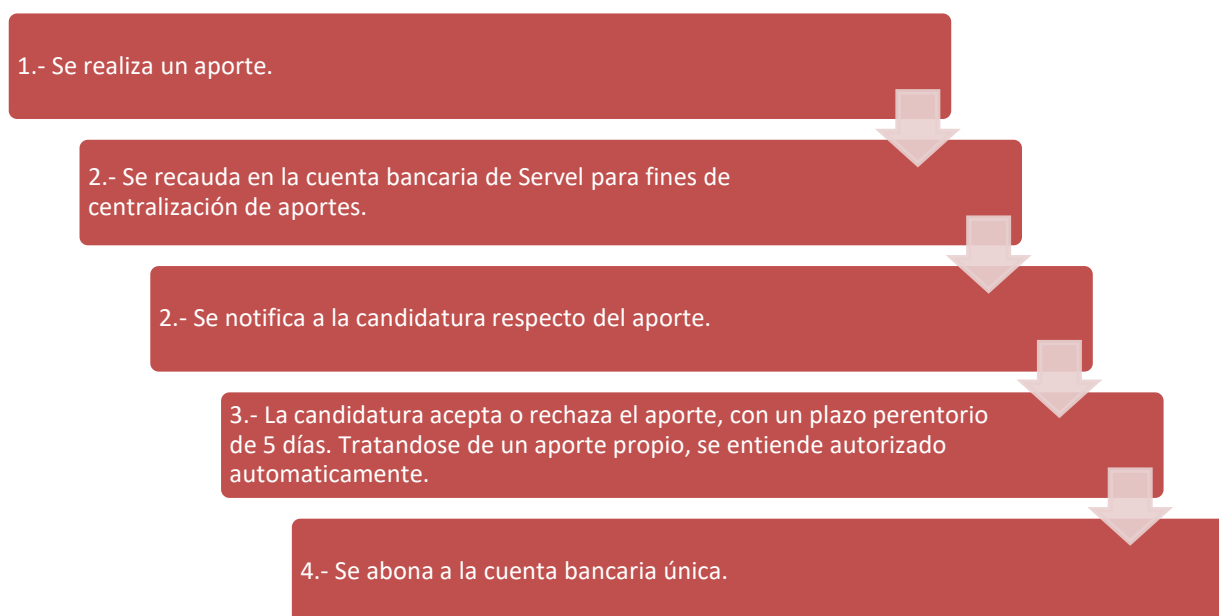 1.- Se realiza un aporte.
2.- Se recauda en la cuenta bancaria de Servel para fines de
centralización de aportes.
2.- Se notifica a la candidatura respecto del aporte.
3.- La candidatura acepta o rechaza el aporte, con un plazo perentorio
de 5 días. Tratandose de un aporte propio, se entiende autorizado
automaticamente.
4.- Se abona a la cuenta bancaria única.